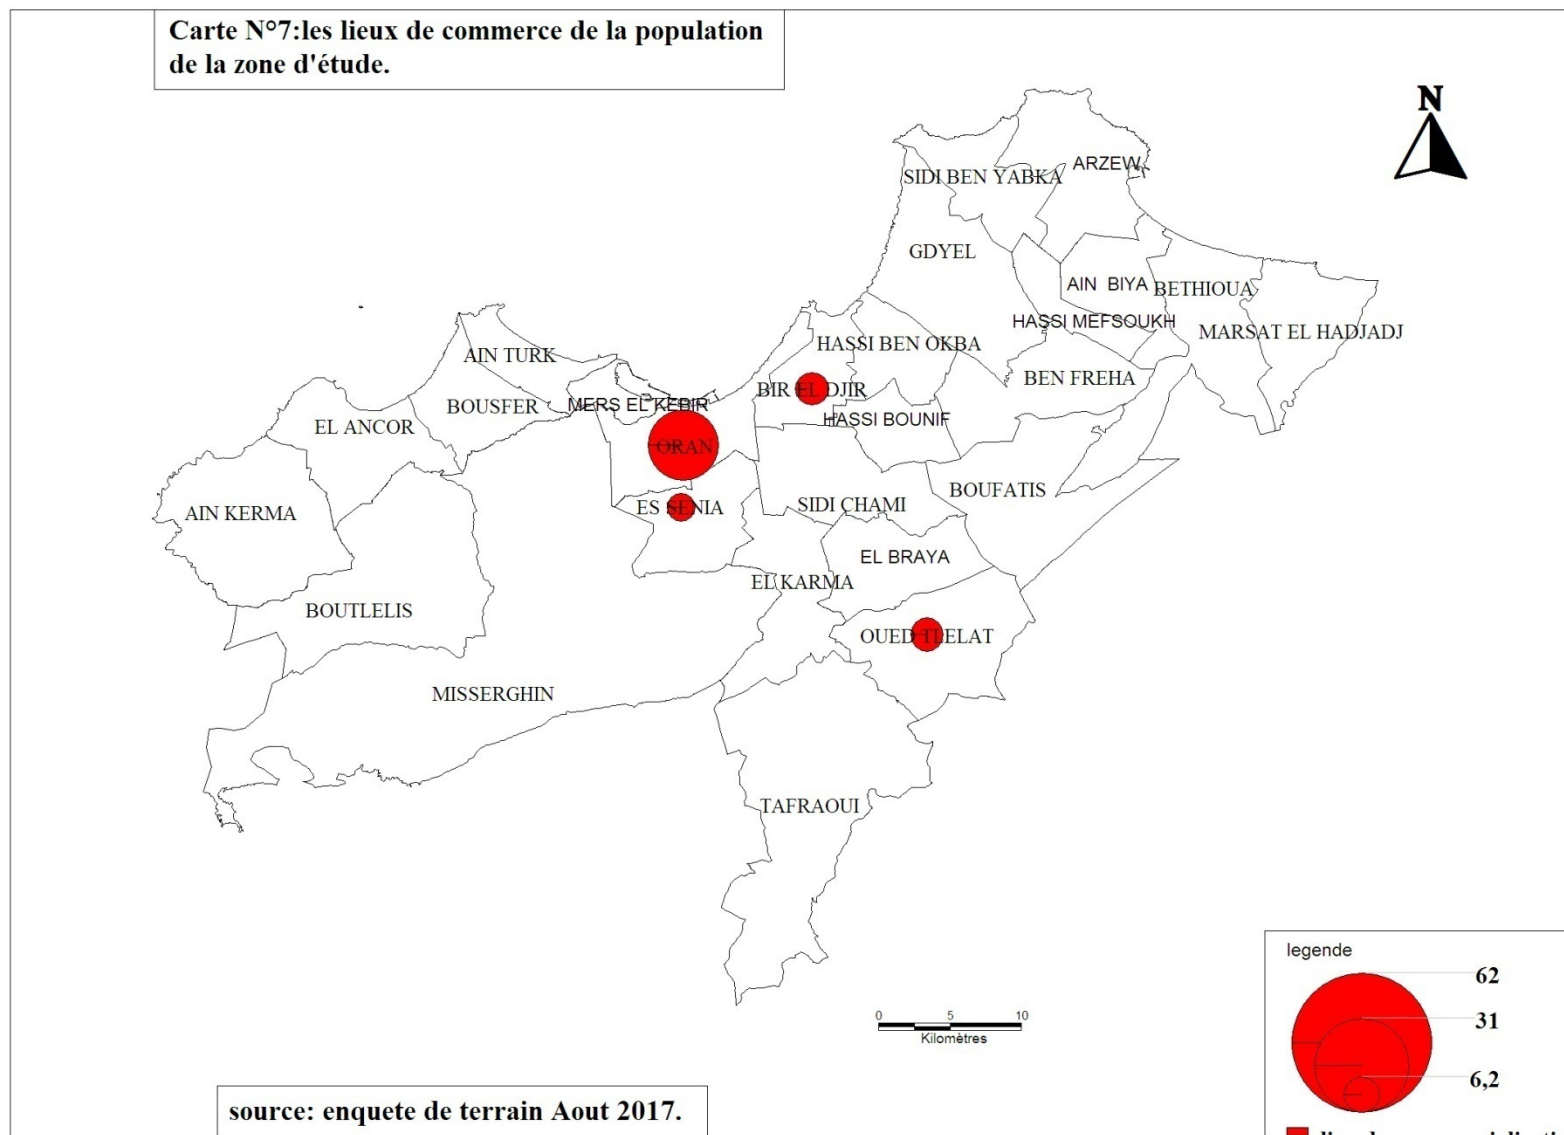 Carte N°7:les lieux de commerce de la population
de la zone d'étude.
N
ARZEW
SIDI BEN YABKA
GDYEL
AIN BIYA
BETHIOUA
HASSI MEFSOUKH
MARSAT EL HADJADJ
HASSI BEN OKBA
AIN TURK
BEN FREHA
BIR EL DJIR
MERS EL KEBIR
BOUSFER
HASSI BOUNIF
EL ANCOR
ORAN
BOUFATIS
ES SENIA
SIDI CHAMI
AIN KERMA
EL BRAYA
EL KARMA
BOUTLELIS
OUED TLELAT
MISSERGHIN
TAFRAOUI
legende
62
31
6,2
0 5 10
Kilomètres
source: enquete de terrain Aout 2017.